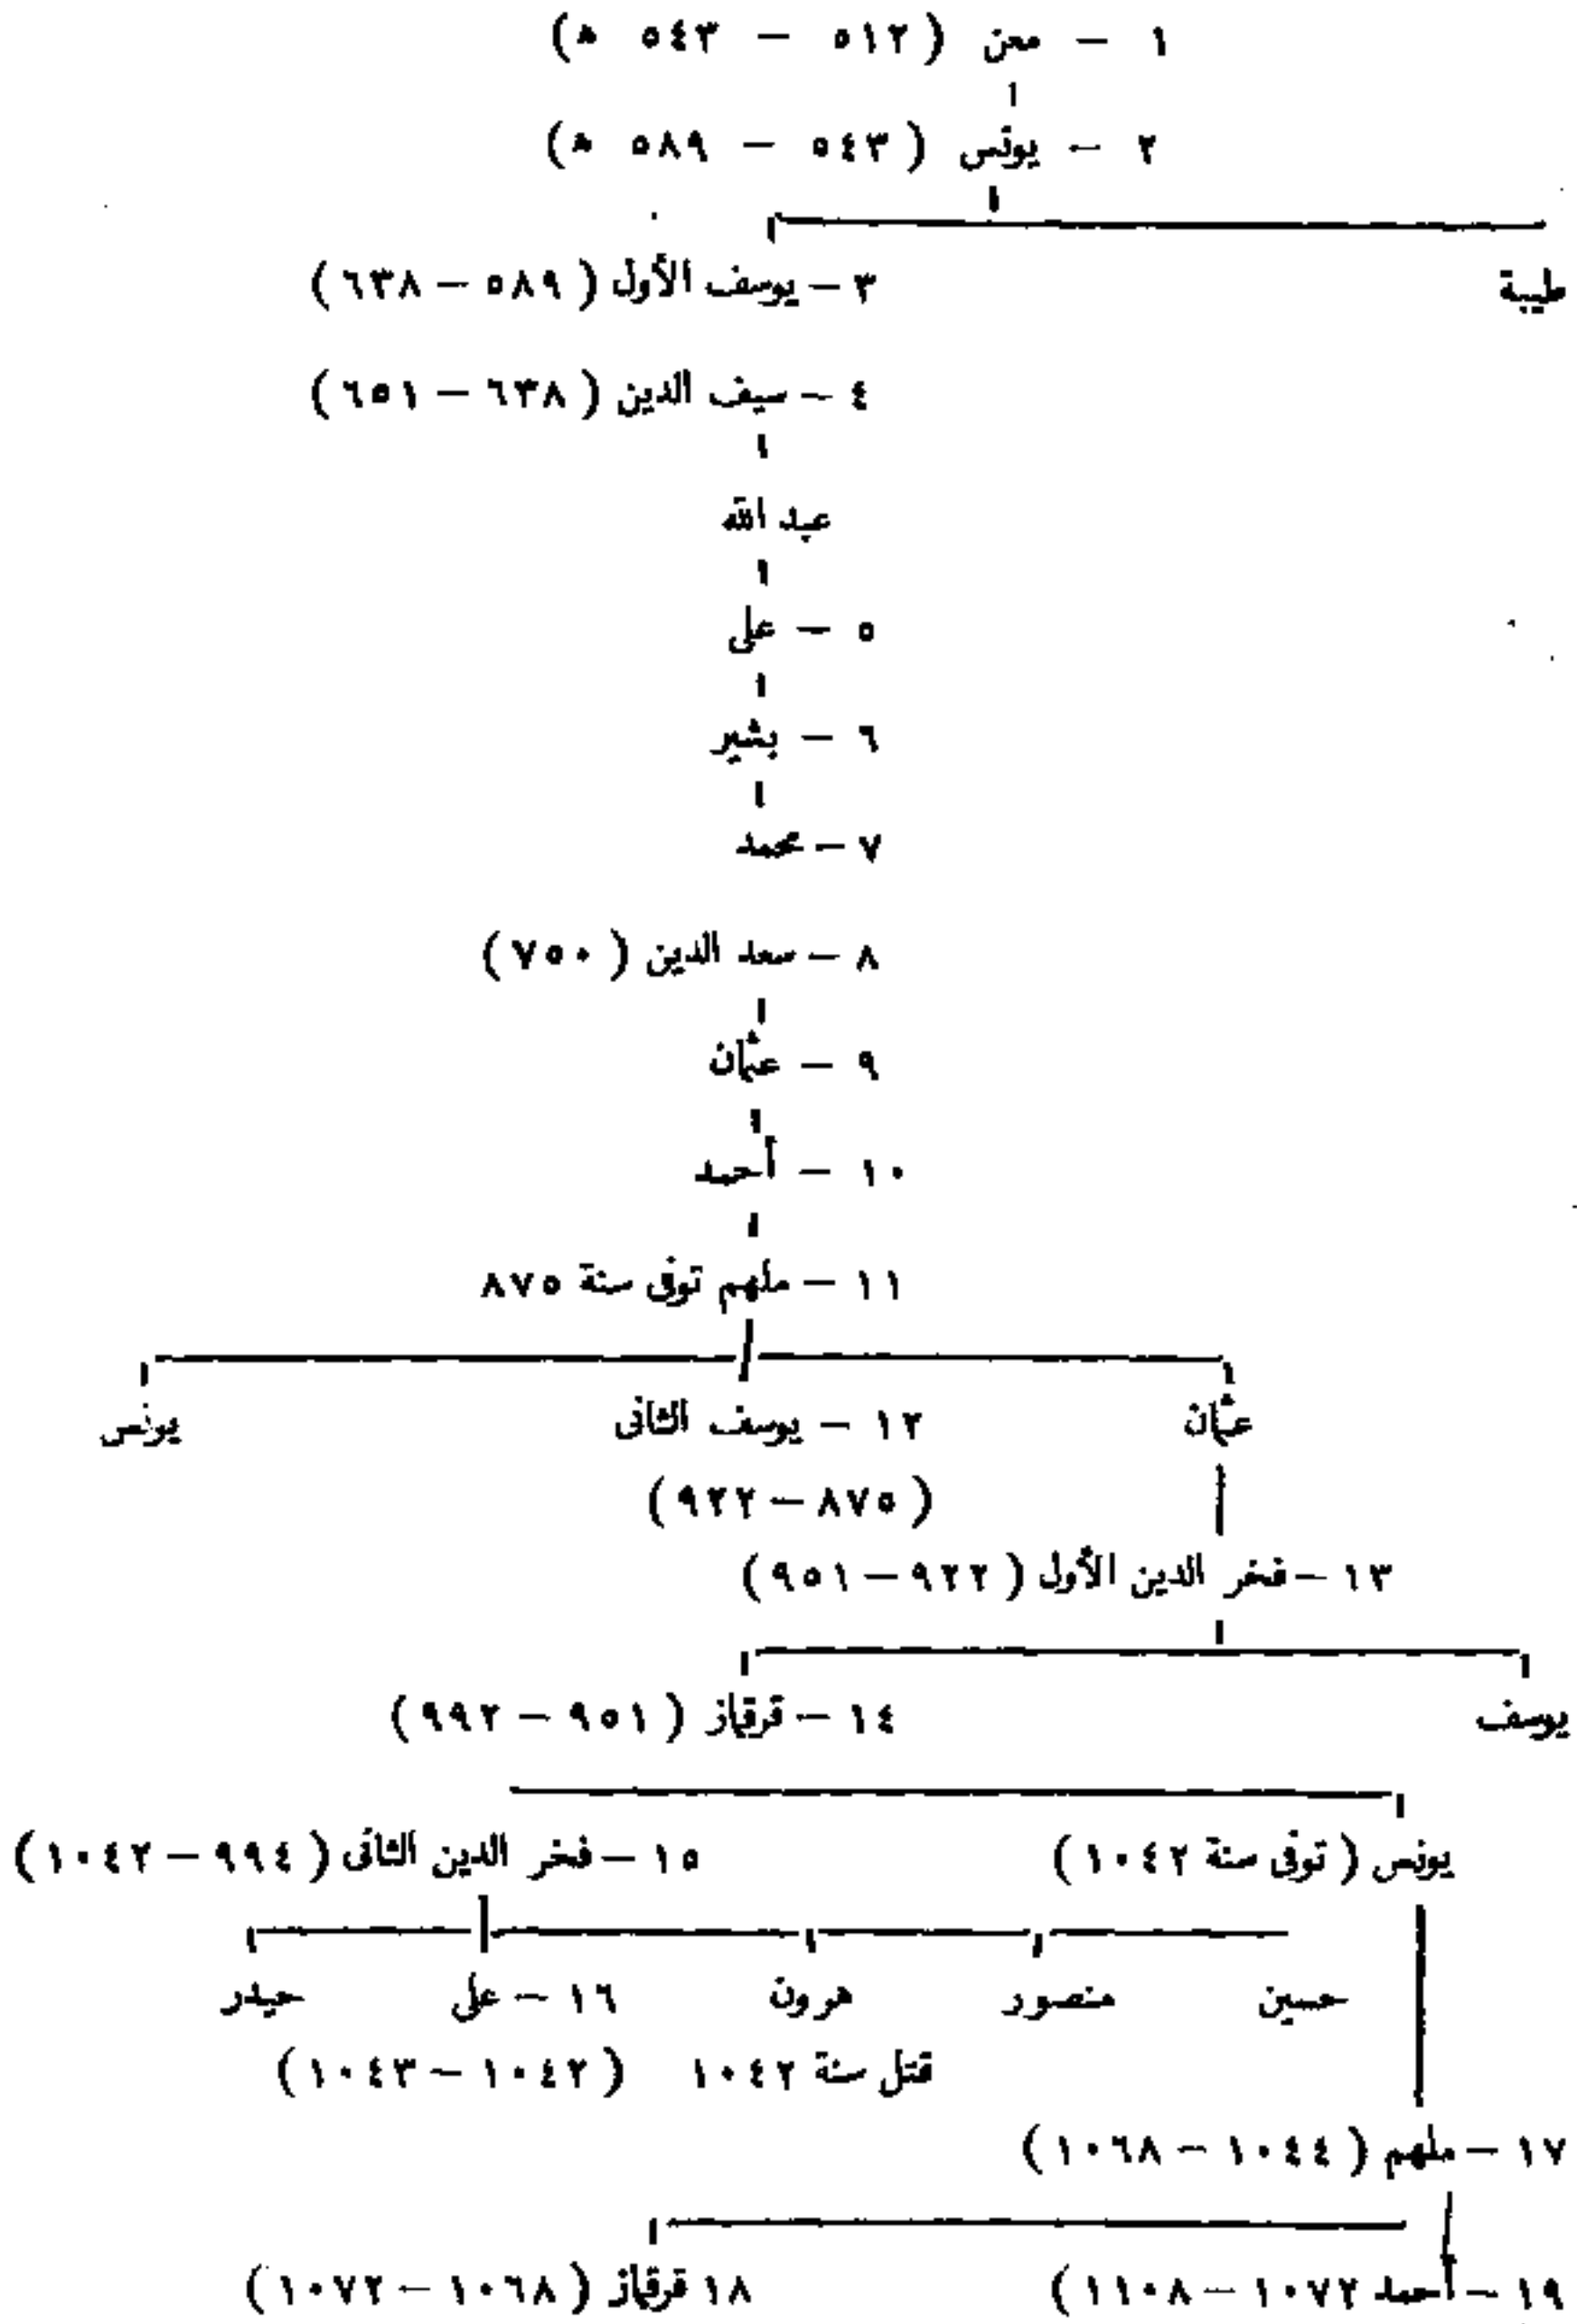 ١ – معن (٥١٢ – ٥٤٣ ھ)
٢ – يونس (٥٤٣ – ٥٨٩ ھ)
طيبة ٣ – يوسف الأول (٥٨٩ – ٦٣٨)
٤ – سيف الدين (٦٣٨ – ٦٥١)
عبد الله
٥ – على
٦ – بشير
٧ – محمد
٨ – سعد الدين (٧٥٠)
٩ – عثمان
١٠ – أحمد
١١ – ملهم توفى سنة ٨٧٥
عثمان ١٢ – يوسف الثانى يونس
(٨٧٥ – ٩٢٢)
١٣ – فخر الدين الأول (٩٢٢ – ٩٥١)
يوسف ١٤ – قرقماز (٩٥١ – ٩٩٢)
يونس (توفى سنة ١٠٤٢) ١٥ – فخر الدين الثانى (٩٩٤ – ١٠٤٢)
حسين منصور هرون ١٦ – على حيدر
قتل سنة ١٠٤٢ (١٠٤٢ – ١٠٤٣)
١٧ – ملهم (١٠٤٤ – ١٠٦٨)
١٩ – أحمد ١٠٧٢ – ١١٠٨) ١٨ قرقماز (١٠٦٨ – ١٠٧٢)